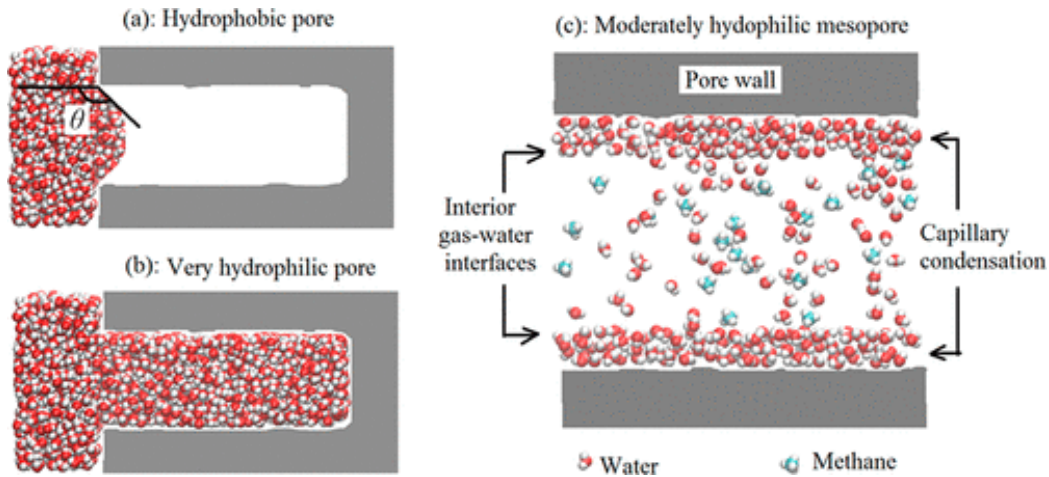 (a): Hydrophobic pore
θ
(b): Very hydrophilic pore
(c): Moderately hydophilic mesopore
Pore wall
Interior
gas-water
interfaces
Capillary
condensation
Water
Methane